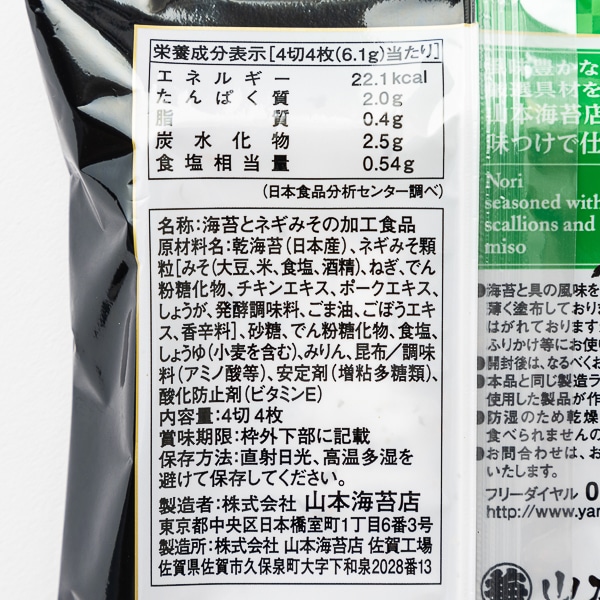 栄養成分表示[4切4枚(6.1g)当たり]
エネルギー 22.1kcal
たんぱく質 2.0g
脂質 0.4g
炭水化物 2.5g
食塩相当量 0.54g
(日本食品分析センター調べ)
名称:海苔とネギみその加工食品
原材料名:乾海苔(日本産)、ネギみそ顆
粒[みそ(大豆、米、食塩、酒精)、ねぎ、でん
粉糖化物、チキンエキス、ポークエキス、
しょうが、発酵調味料、ごま油、ごぼうエキ
ス、香辛料]、砂糖、でん粉糖化物、食塩、
しょうゆ(小麦を含む)、みりん、昆布/調味
料(アミノ酸等)、安定剤(増粘多糖類)、
酸化防止剤(ビタミンE)
内容量:4切4枚
賞味期限:枠外下部に記載
保存方法:直射日光、高温多湿を
避けて保存してください。
製造者:株式会社 山本海苔店
東京都中央区日本橋室町1丁目6番3号
製造所:株式会社 山本海苔店 佐賀工場
佐賀県佐賀市久保泉町大字下和泉2028番13
豊かな
選具材を
山本海苔店
味つけで仕
Nori
seasoned with
scallions and
miso
●海苔と具の風味を
薄く塗布しており
はがれております
ふりかけ等にお使
●開封後は、なるべくお
●本品と同じ製造ラ
使用した製品が作
●防湿のため乾燥
食べられませんの
●お問合わせは、お
いたします。
フリーダイヤル 0
http://www.yam
梅 山本